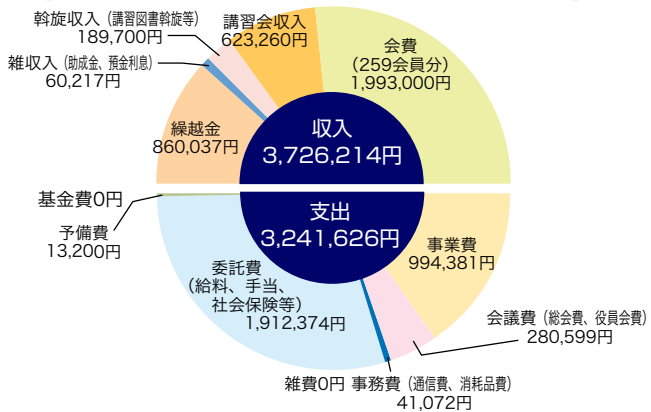 斡旋収入（講習図書斡旋等）
189,700円
講習会収入
623,260円
会費
（259会員分）
1,993,000円
雑収入（助成金、預金利息）
60,217円
繰越金
860,037円
収入
3,726,214円
基金費0円
予備費
13,200円
支出
3,241,626円
事業費
994,381円
委託費
（給料、手当、
社会保険等）
1,912,374円
会議費（総会費、役員会費）
280,599円
雑費0円
事務費（通信費、消耗品費）
41,072円